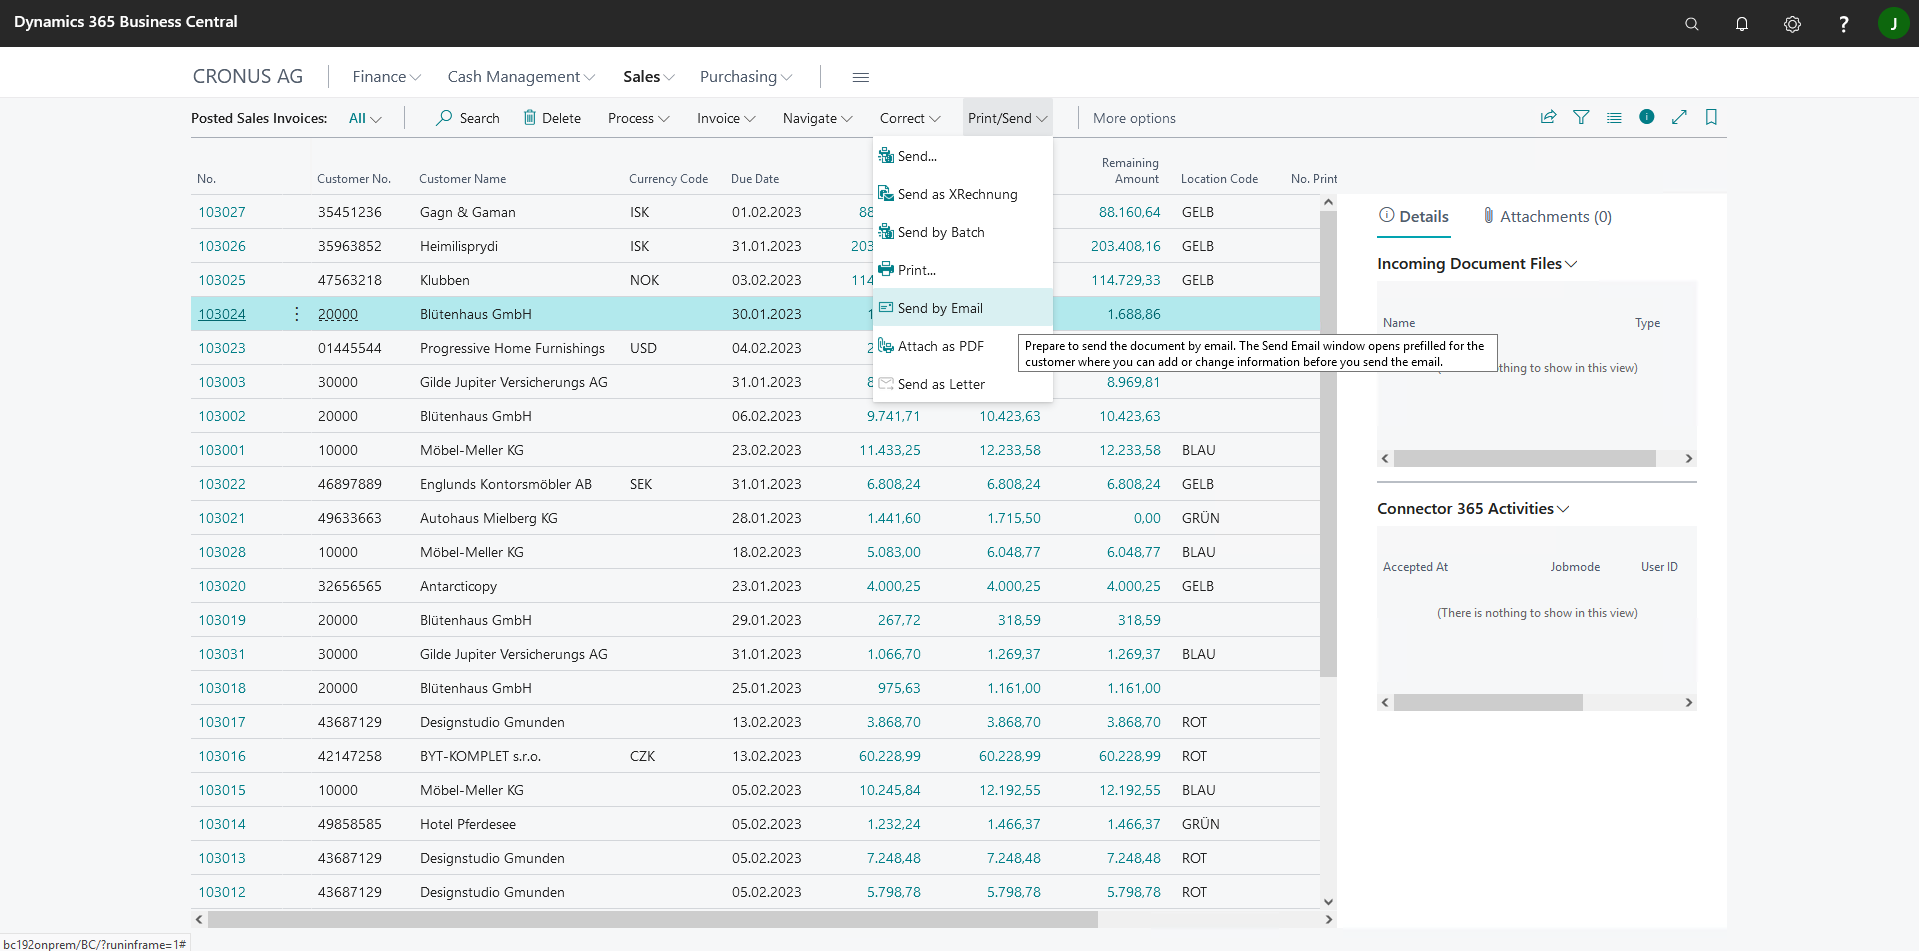 Dynamics 365 Business Central
J
CRONUS AG
Finance
Cash Management
Sales
Purchasing
Posted Sales Invoices:
All
Search
Delete
Process
Invoice
Navigate
Correct
Print/Send
More options
Send...
Send as XRechnung
Send by Batch
Print...
Send by Email
Attach as PDF
Send as Letter
Prepare to send the document by email. The Send Email window opens prefilled for the
customer where you can add or change information before you send the email.
No. Customer No. Customer Name Currency Code Due Date Remaining Amount Location Code No. Print
103027 35451236 Gagn & Gaman ISK 01.02.2023 88 88.160,64 GELB
103026 35963852 Heimilisprydi ISK 31.01.2023 203 203.408,16 GELB
103025 47563218 Klubben NOK 03.02.2023 114 114.729,33 GELB
103024 20000 Blütenhaus GmbH 30.01.2023 1 1.688,86
103023 01445544 Progressive Home Furnishings USD 04.02.2023 2
103003 30000 Gilde Jupiter Versicherungs AG 31.01.2023 8 8.969,81
103002 20000 Blütenhaus GmbH 06.02.2023 9.741,71 10.423,63 10.423,63
103001 10000 Möbel-Meller KG 23.02.2023 11.433,25 12.233,58 12.233,58 BLAU
103022 46897889 Englunds Kontorsmöbler AB SEK 31.01.2023 6.808,24 6.808,24 6.808,24 GELB
103021 49633663 Autohaus Mielberg KG 28.01.2023 1.441,60 1.715,50 0,00 GRÜN
103028 10000 Möbel-Meller KG 18.02.2023 5.083,00 6.048,77 6.048,77 BLAU
103020 32656565 Antarcticopy 23.01.2023 4.000,25 4.000,25 4.000,25 GELB
103019 20000 Blütenhaus GmbH 29.01.2023 267,72 318,59 318,59
103031 30000 Gilde Jupiter Versicherungs AG 31.01.2023 1.066,70 1.269,37 1.269,37 BLAU
103018 20000 Blütenhaus GmbH 25.01.2023 975,63 1.161,00 1.161,00
103017 43687129 Designstudio Gmunden 13.02.2023 3.868,70 3.868,70 3.868,70 ROT
103016 42147258 BYT-KOMPLET s.r.o. CZK 13.02.2023 60.228,99 60.228,99 60.228,99 ROT
103015 10000 Möbel-Meller KG 05.02.2023 10.245,84 12.192,55 12.192,55 BLAU
103014 49858585 Hotel Pferdesee 05.02.2023 1.232,24 1.466,37 1.466,37 GRÜN
103013 43687129 Designstudio Gmunden 05.02.2023 7.248,48 7.248,48 7.248,48 ROT
103012 43687129 Designstudio Gmunden 05.02.2023 5.798,78 5.798,78 5.798,78 ROT
Details
Attachments (0)
Incoming Document Files
Name Type
thing to show in this view)
Connector 365 Activities
Accepted At Jobmode User ID
(There is nothing to show in this view)
bc192onprem/BC/?runinframe=1#